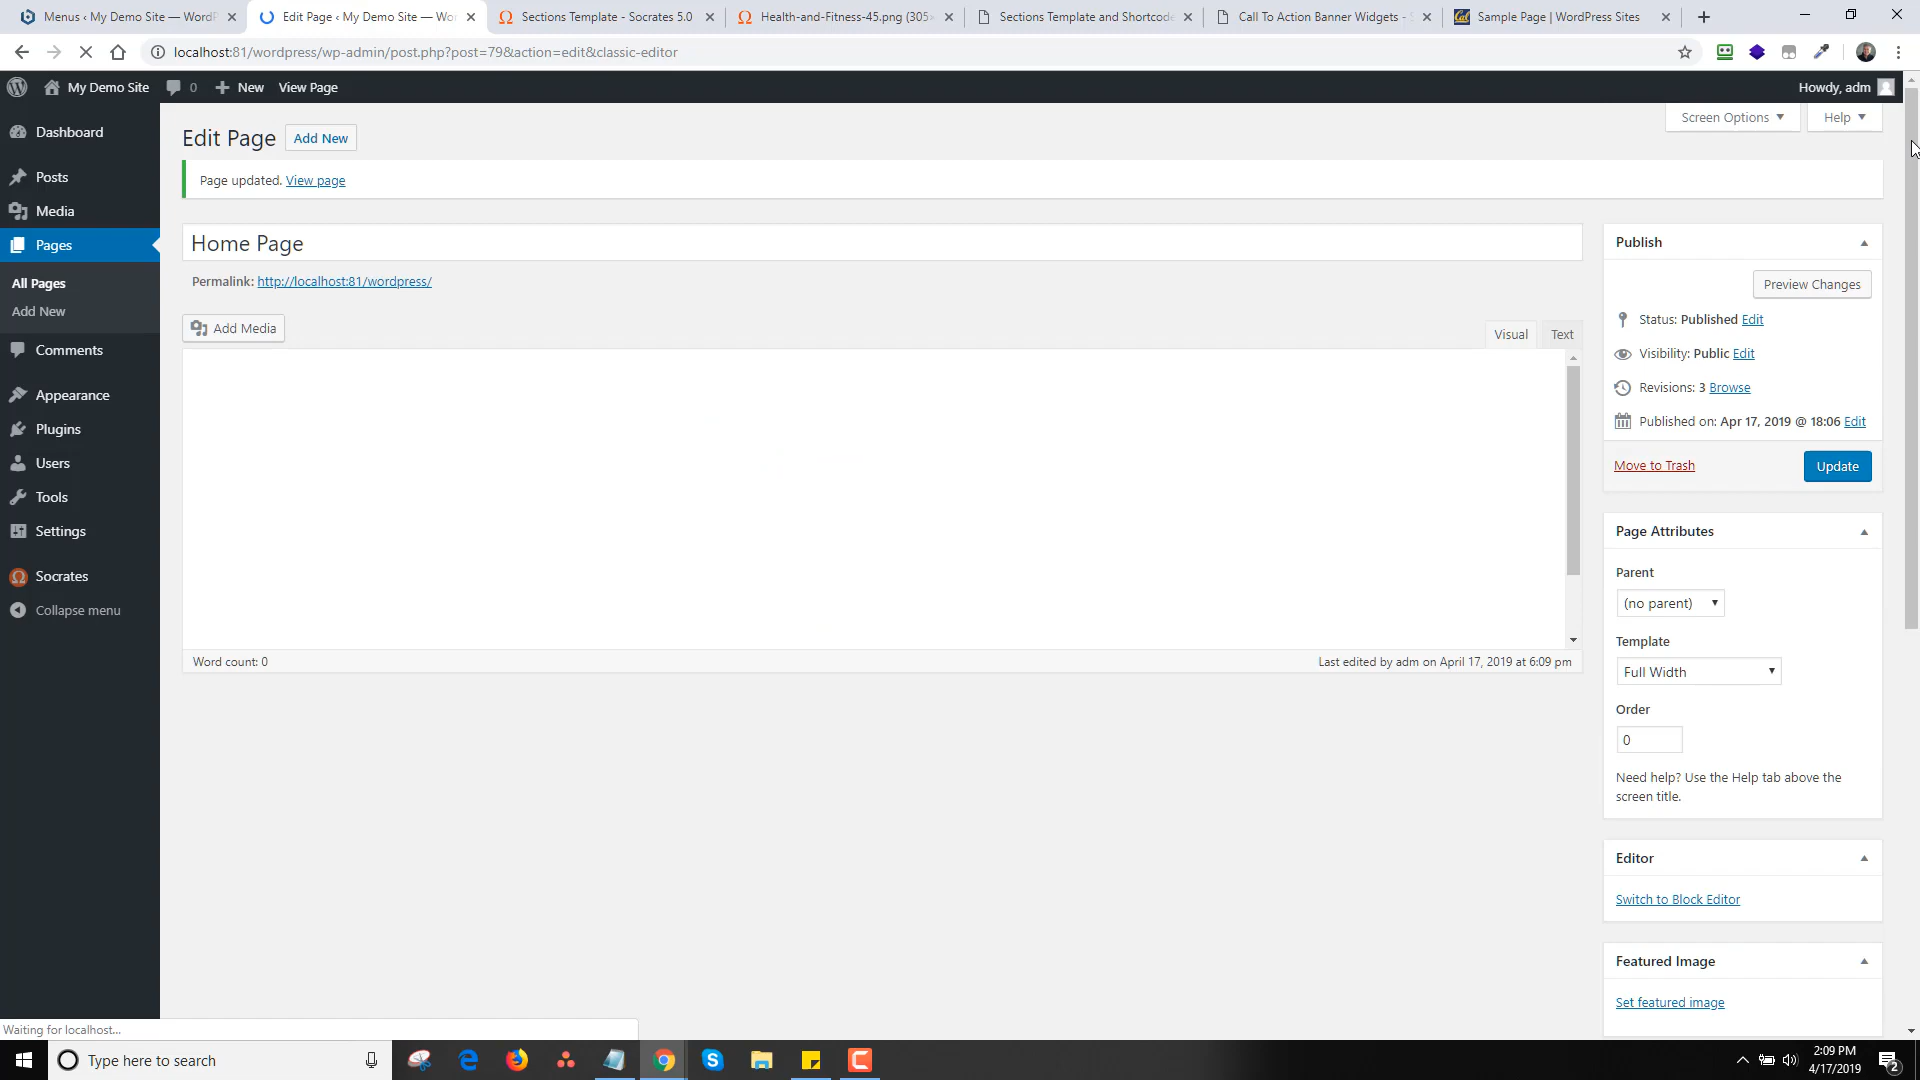 Menus ‹ My Demo Site — WordP
Edit Page ‹ My Demo Site — Wo
Sections Template - Socrates 5.0
Health-and-Fitness-45.png (305
Sections Template and Shortcode
Call To Action Banner Widgets - S
Sample Page | WordPress Sites
localhost:81/wordpress/wp-admin/post.php?post=79&action=edit&classic-editor
My Demo Site
0
New
View Page
Howdy, adm
Screen Options
Help
Dashboard
Posts
Media
Pages
All Pages
Add New
Comments
Appearance
Plugins
Users
Tools
Settings
Socrates
Collapse menu
Edit Page
Add New
Page updated. View page
Home Page
Permalink: http://localhost:81/wordpress/
Add Media
Visual
Text
Word count: 0
Last edited by adm on April 17, 2019 at 6:09 pm
Publish
Preview Changes
Status: Published Edit
Visibility: Public Edit
Revisions: 3 Browse
Published on: Apr 17, 2019 @ 18:06 Edit
Move to Trash
Update
Page Attributes
Parent
(no parent)
Template
Full Width
Order
0
Need help? Use the Help tab above the
screen title.
Editor
Switch to Block Editor
Featured Image
Set featured image
Waiting for localhost...
Type here to search
2:09 PM
4/17/2019
2